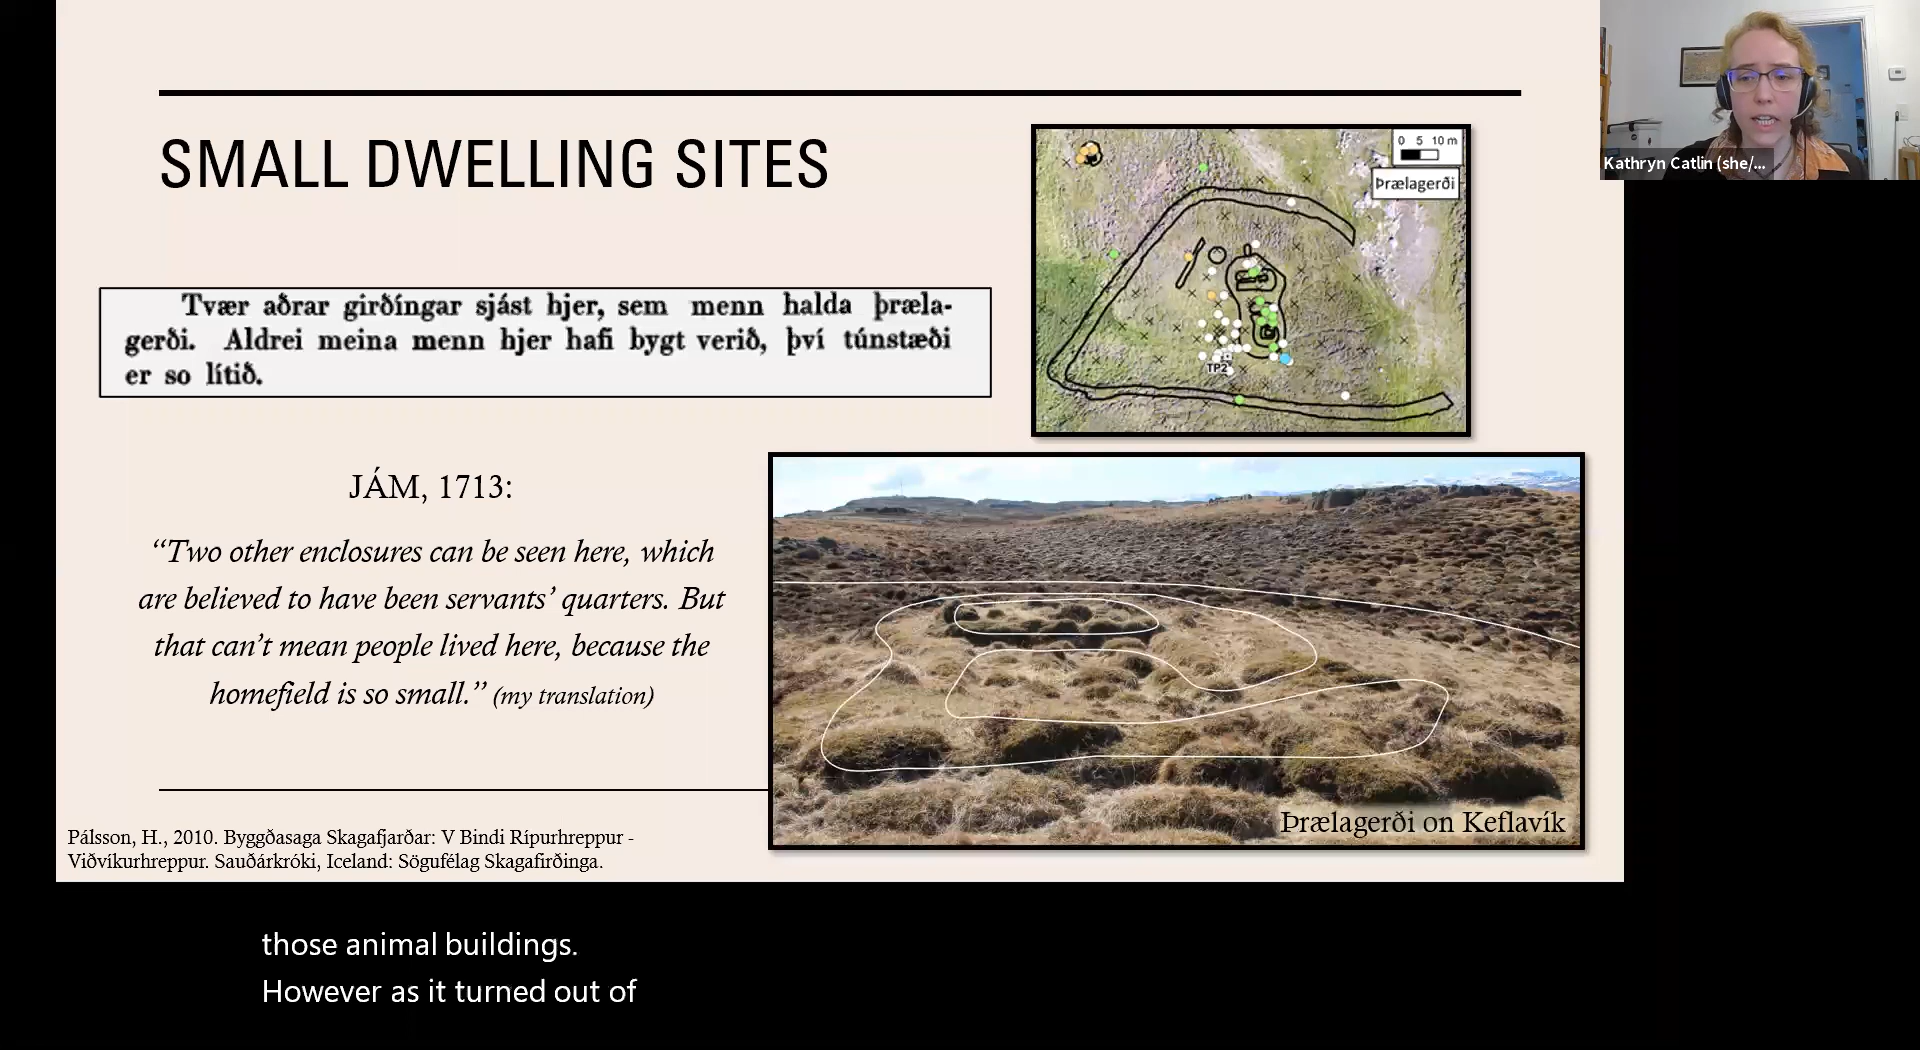 SMALL DWELLING SITES
Tvær aðrar girðíngar sjást hjer, sem menn halda þræla-
gerði. Aldrei meina menn hjer hafi bygt verið, því túnstæði
er so lítið.
JÁM, 1713:
“Two other enclosures can be seen here, which
are believed to have been servants’ quarters. But
that can’t mean people lived here, because the
homefield is so small.” (my translation)
Pálsson, H., 2010. Byggðasaga Skagafjarðar: V Bindi Rípurhreppur -
Viðvíkurhreppur. Sauðárkróki, Iceland: Sögufélag Skagafirðinga.
0 5 10 m
Þrælagerði
TP2
Þrælagerði on Keflavík
Kathryn Catlin (she/...
those animal buildings.
However as it turned out of